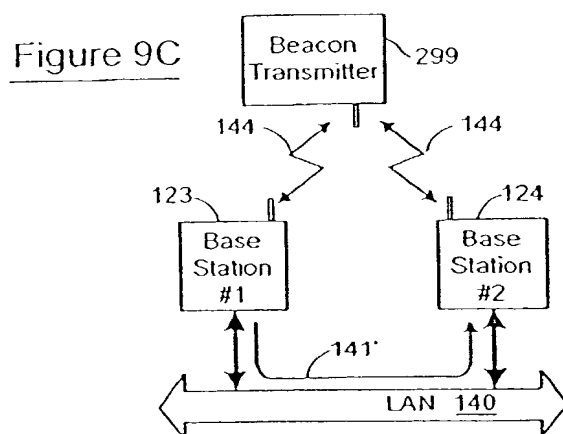 Figure 9C
Beacon
Transmitter
299
144
144
123
124
Base
Station
#1
Base
Station
#2
141'
LAN 140